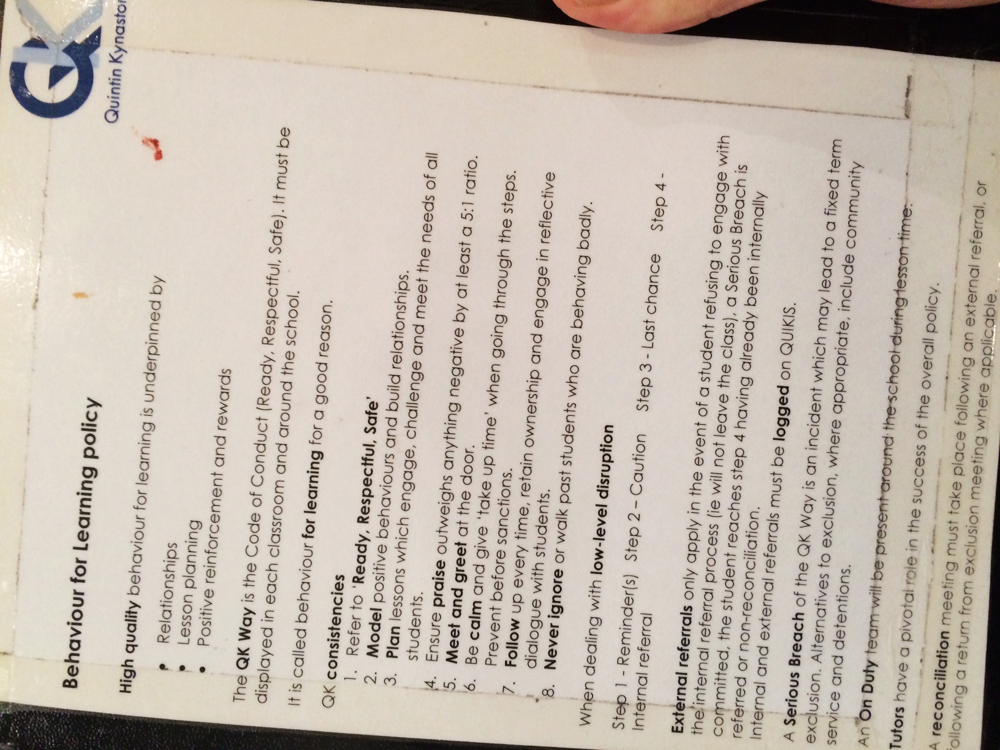 QK
Quintin Kynaston
Behaviour for Learning policy
High quality behaviour for learning is underpinned by
• Relationships
• Lesson planning
• Positive reinforcement and rewards
The QK Way is the Code of Conduct (Ready, Respectful, Safe). It must be
displayed in each classroom and around the school.
It is called behaviour for learning for a good reason.
QK consistencies
1. Refer to 'Ready, Respectful, Safe'
2. Model positive behaviours and build relationships.
3. Plan lessons which engage, challenge and meet the needs of all
students.
4. Ensure praise outweighs anything negative by at least a 5:1 ratio.
5. Meet and greet at the door.
6. Be calm and give 'take up time' when going through the steps.
Prevent before sanctions.
7. Follow up every time, retain ownership and engage in reflective
dialogue with students.
8. Never ignore or walk past students who are behaving badly.
When dealing with low-level disruption
Step 1 - Reminder(s) Step 2 – Caution Step 3 - Last chance Step 4 -
Internal referral
External referrals only apply in the event of a student refusing to engage with
the internal referral process (ie will not leave the class), a Serious Breach is
committed, the student reaches step 4 having already been internally
referred or non-reconciliation.
Internal and external referrals must be logged on QUIKIS.
A Serious Breach of the QK Way is an incident which may lead to a fixed term
exclusion. Alternatives to exclusion, where appropriate, include community
service and detentions.
An On Duty team will be present around the school during lesson time.
Tutors have a pivotal role in the success of the overall policy.
A reconciliation meeting must take place following an external referral, or
following a return from exclusion meeting where applicable.